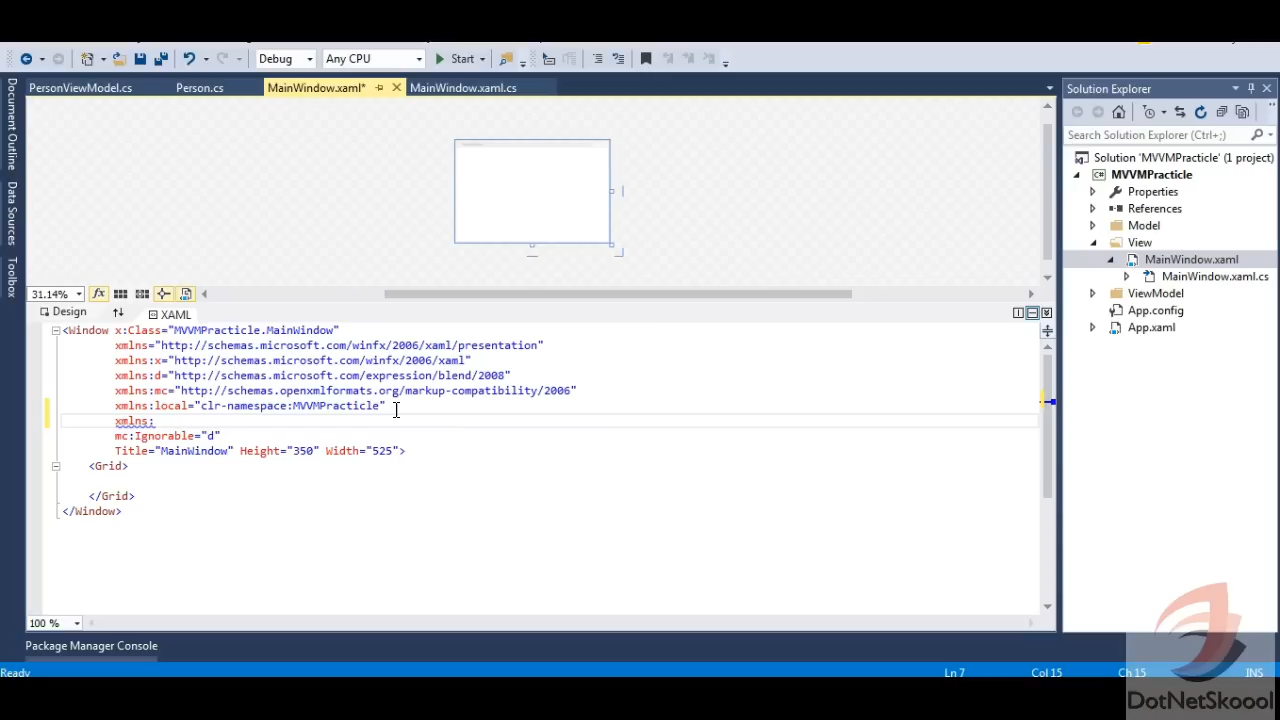 Debug
Any CPU
Start
PersonViewModel.cs
Person.cs
MainWindow.xaml*
MainWindow.xaml.cs
Document Outline
Data Sources
Toolbox
31.14%
fx
Design
XAML
<Window x:Class="MVVMPracticle.MainWindow"
xmlns="http://schemas.microsoft.com/winfx/2006/xaml/presentation"
xmlns:x="http://schemas.microsoft.com/winfx/2006/xaml"
xmlns:d="http://schemas.microsoft.com/expression/blend/2008"
xmlns:mc="http://schemas.openxmlformats.org/markup-compatibility/2006"
xmlns:local="clr-namespace:MVVMPracticle"
xmlns:
mc:Ignorable="d"
Title="MainWindow" Height="350" Width="525">
<Grid>
</Grid>
</Window>
100 %
Package Manager Console
Ready
Ln 7
Col 15
Ch 15
INS
Solution Explorer
Search Solution Explorer (Ctrl+;)
Solution 'MVVMPracticle' (1 project)
C#
MVVMPracticle
Properties
References
Model
View
MainWindow.xaml
MainWindow.xaml.cs
ViewModel
App.config
App.xaml
DotNetSkoool